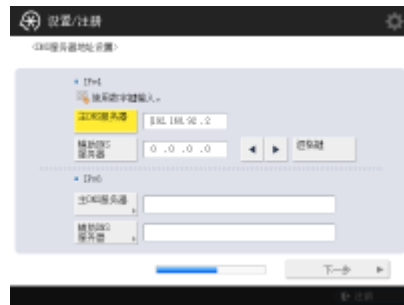 设置/注册
<DNS服务器地址设置>
IPv4
使用数字键输入。
主DNS服务器
192.168.92.2
辅助DNS
服务器
0 .0 .0 .0
◀ ▶
退格键
IPv6
主DNS服务器
辅助DNS
服务器
下一步 ▶
注销